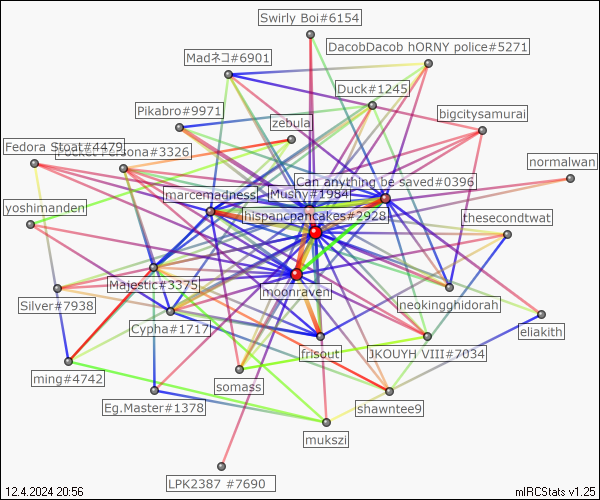 Swirly Boi#6154
DacobDacob hORNY police#5271
Madネコ#6901
Duck#1245
Pikabro#9971
bigcitysamurai
zebula
Fedora Stoat#4479
Pocket Persona#3326
normalwan
Can anything be saved#0396
marcemadness
Mushy#1984
yoshimanden
hispancpancakes#2928
thesecondtwat
Majestic#3375
moonraven
Silver#7938
neokingghidorah
Cypha#1717
eliakith
frisout
JKOUYH VIII#7034
ming#4742
somass
Eg.Master#1378
shawntee9
mukszi
LPK2387 #7690
12.4.2024 20:56
mIRCStats v1.25